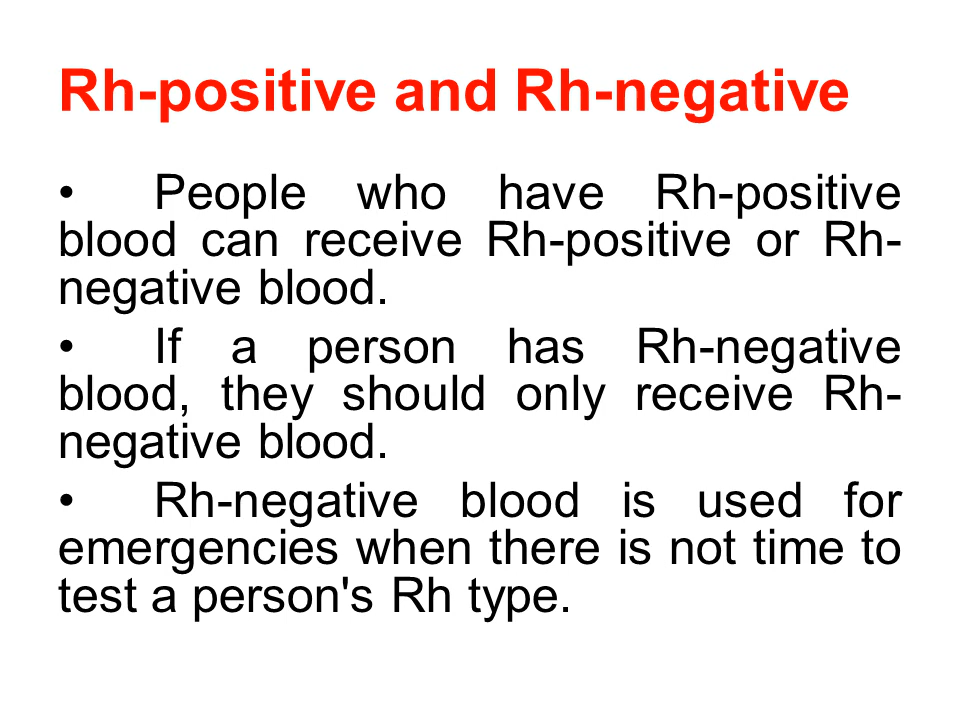 Rh-positive and Rh-negative
• People who have Rh-positive
blood can receive Rh-positive or Rh-
negative blood.
• If a person has Rh-negative
blood, they should only receive Rh-
negative blood.
• Rh-negative blood is used for
emergencies when there is not time to
test a person's Rh type.